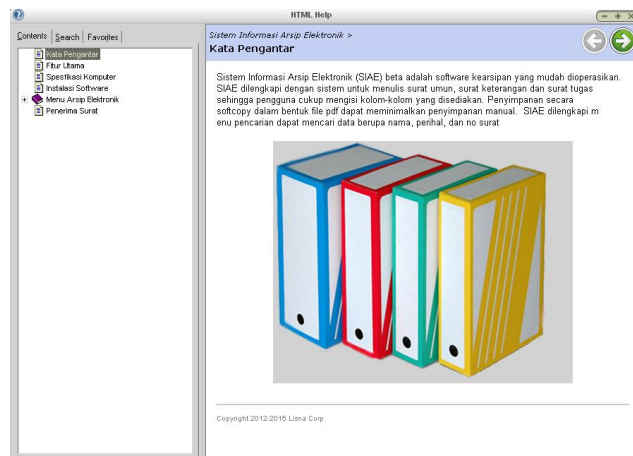 HTML Help
Contents Search Favorites
Kata Pengantar
Fitur Utama
Spesfikasi Komputer
Instalasi Software
Menu Arsip Elektronik
Penerima Surat
Sistem Informasi Arsip Elektronik >
Kata Pengantar
Sistem Informasi Arsip Elektronik (SIAE) beta adalah software kearsipan yang mudah dioperasikan.
SIAE dilengkapi dengan sistem untuk menulis surat umun, surat keterangan dan surat tugas
sehingga pengguna cukup mengisi kolom-kolom yang disediakan. Penyimpanan secara
softcopy dalam bentuk file pdf dapat meminimalkan penyimpanan manual. SIAE dilengkapi m
enu pencarian dapat mencari data berupa nama, perihal, dan no surat
Copyright 2012-2015 Lisna Corp